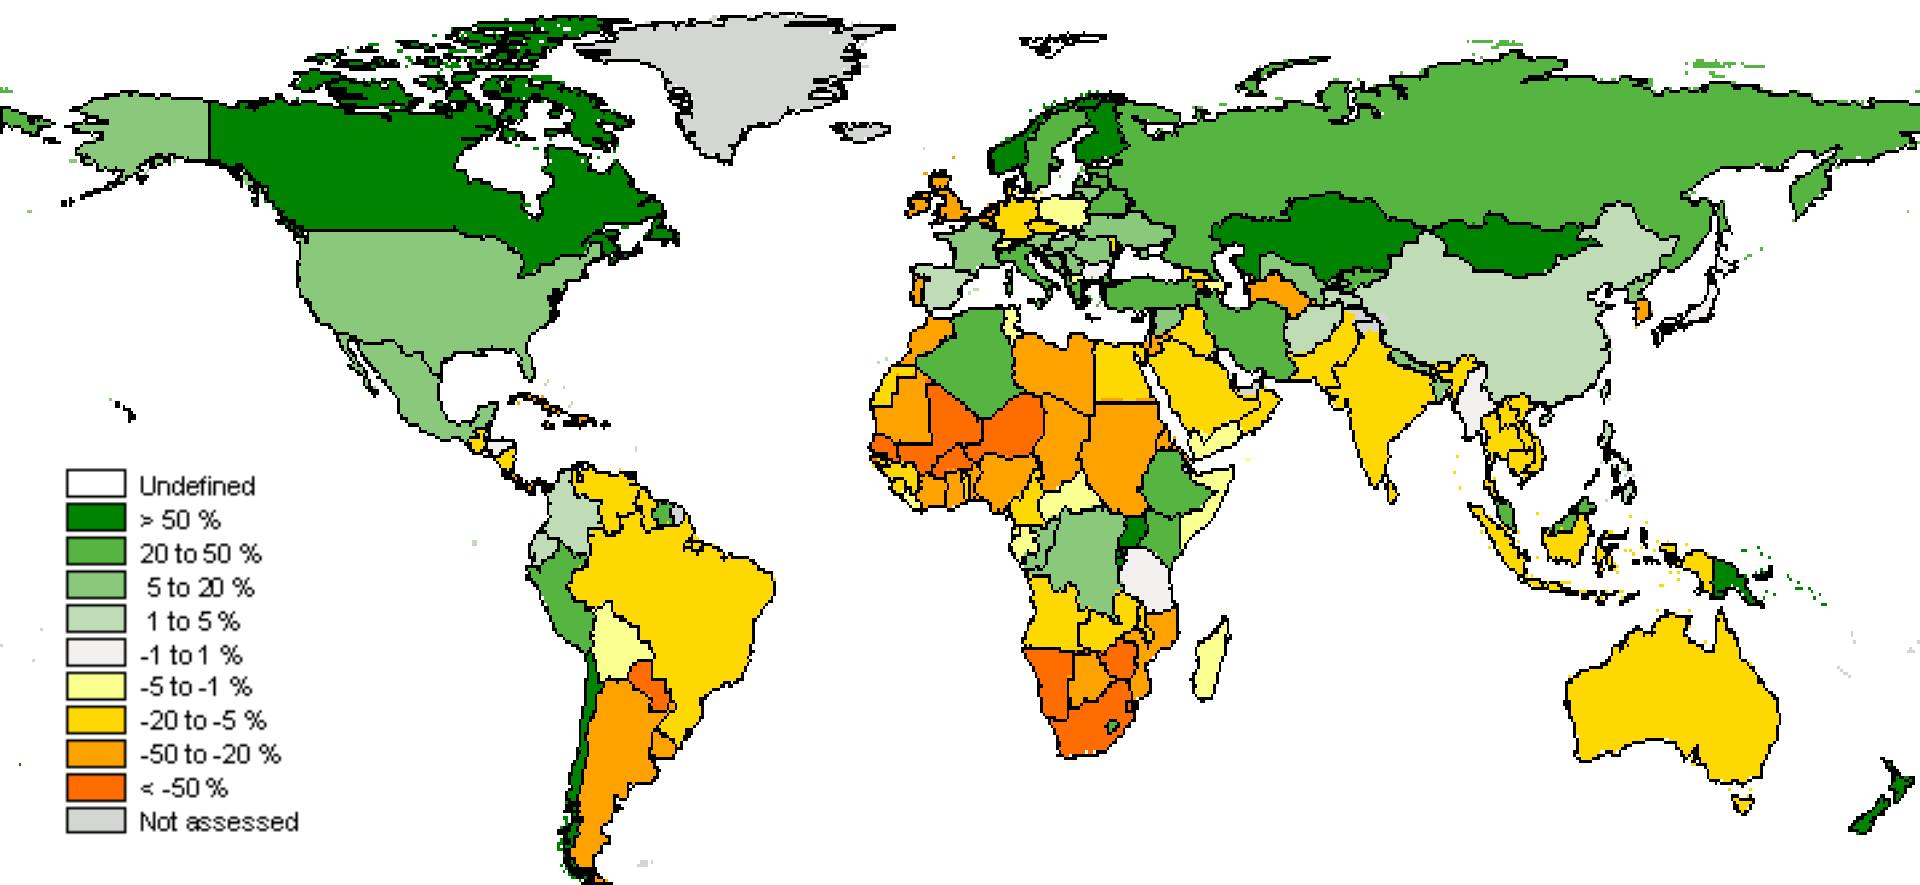 Undefined
> 50 %
20 to 50 %
5 to 20 %
1 to 5 %
-1 to 1 %
-5 to -1 %
-20 to -5 %
-50 to -20 %
< -50 %
Not assessed